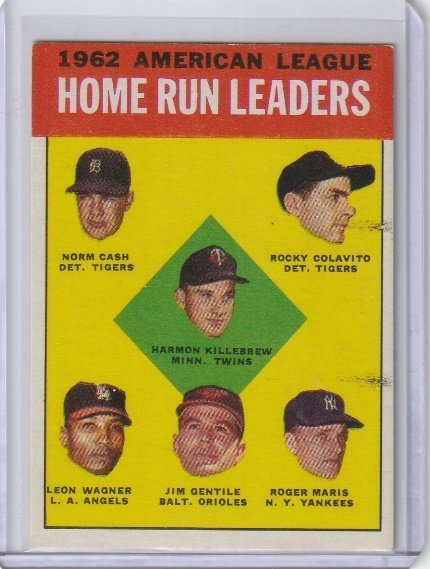 1962 AMERICAN LEAGUE
HOME RUN LEADERS
NORM CASH
DET. TIGERS
ROCKY COLAVITO
DET. TIGERS
HARMON KILLEBREW
MINN. TWINS
LEON WAGNER
L. A. ANGELS
JIM GENTILE
BALT. ORIOLES
ROGER MARIS
N. Y. YANKEES